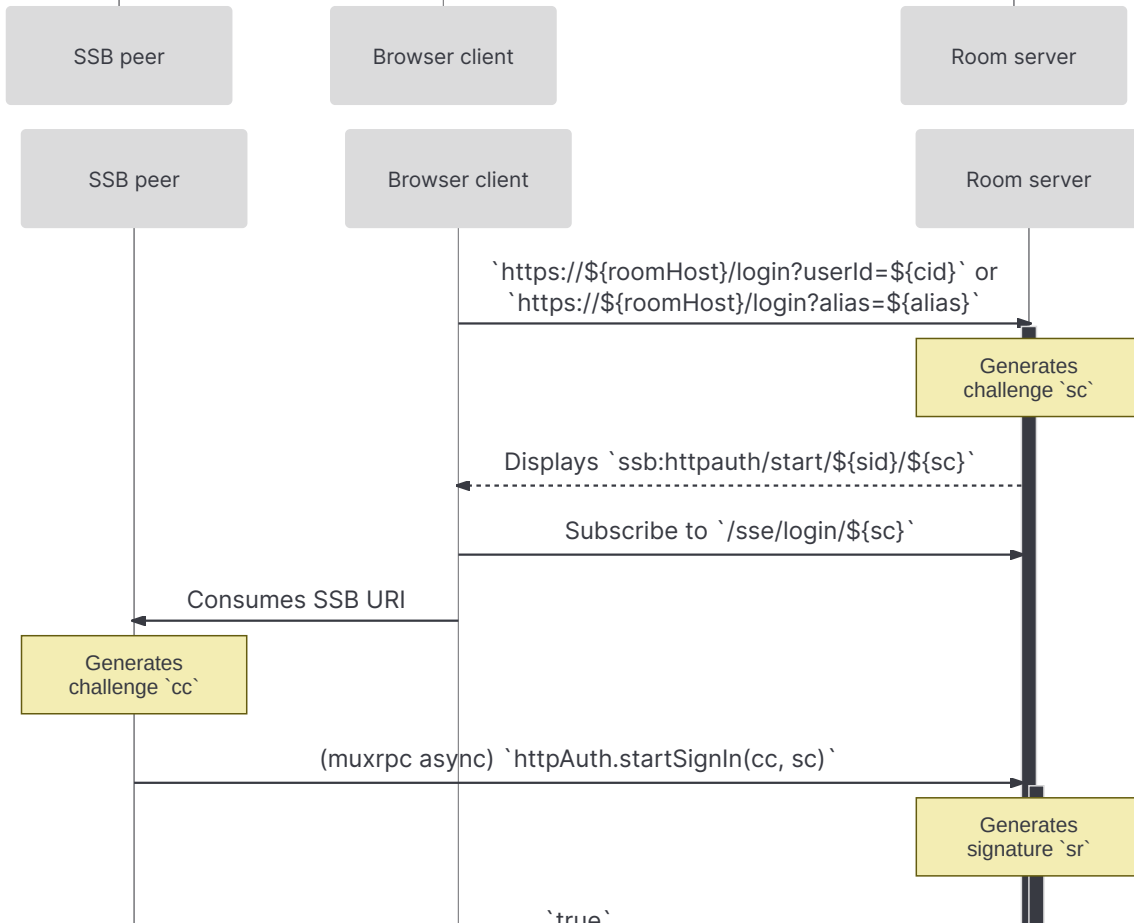 SSB peer
Browser client
Room server
SSB peer
Browser client
Room server
`https://${roomHost}/login?userId=${cid}` or
`https://${roomHost}/login?alias=${alias}`
Generates
challenge `sc`
Displays `ssb:httpauth/start/${sid}/${sc}`
Subscribe to `/sse/login/${sc}`
Consumes SSB URI
Generates
challenge `cc`
(muxrpc async) `httpAuth.startSignIn(cc, sc)`
Generates
signature `sr`
`true`